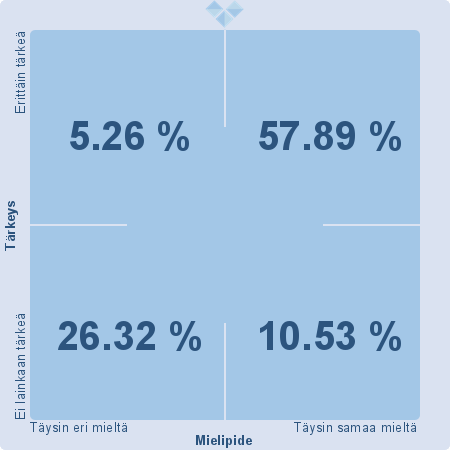 Erittäin tärkeä
5.26 %
57.89 %
Tärkeys
26.32 %
10.53 %
Ei lainkaan tärkeä
Täysin eri mieltä
Täysin samaa mieltä
Mielipide